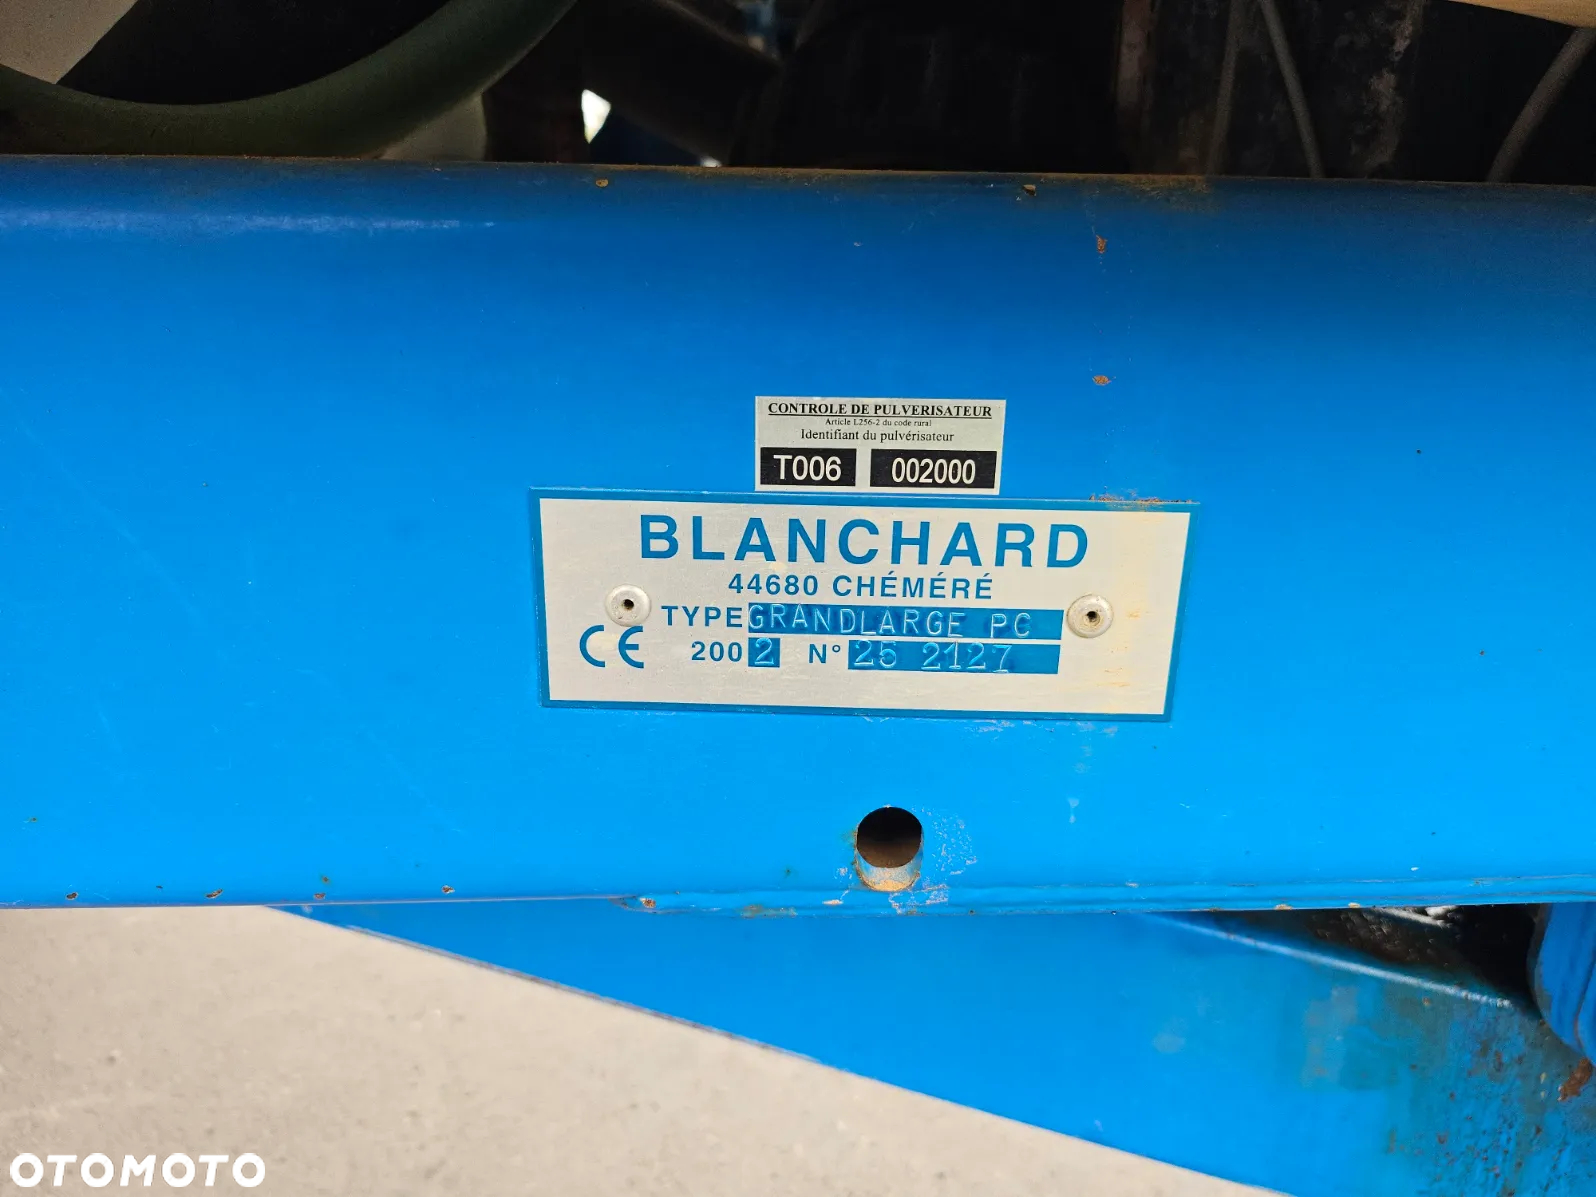 CONTROLE DE PULVERISATEUR
Article L256-2 du code rural
Identifiant du pulvérisateur
T006 002000
BLANCHARD
44680 CHÉMÉRÉ
TYPE GRANDLARGE PC
CE 2002 N° 25 2127
OTOMOTO